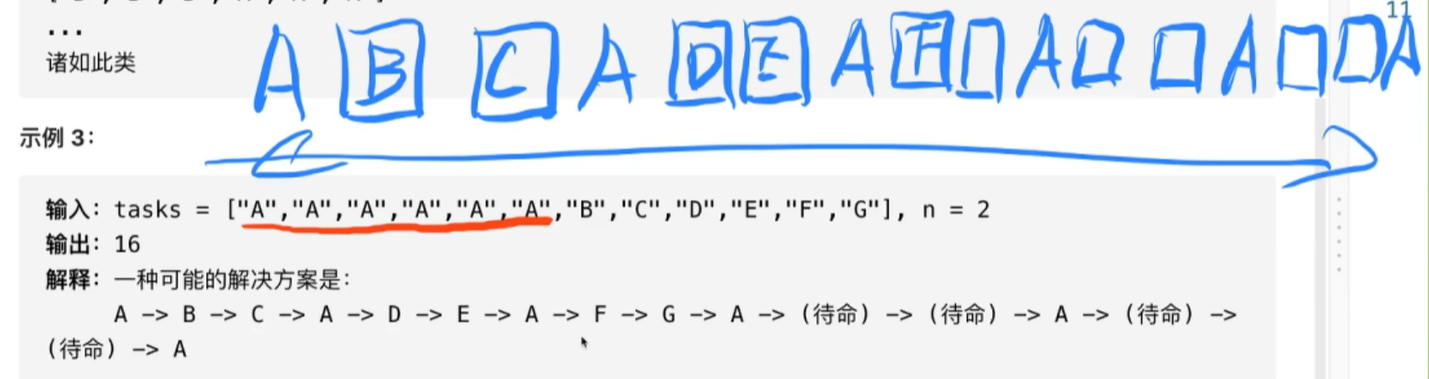 ...
诸如此类
11
A B C A D E A F A A A
示例 3：
输入：tasks = ["A","A","A","A","A","A","B","C","D","E","F","G"], n = 2
输出：16
解释：一种可能的解决方案是：
A -> B -> C -> A -> D -> E -> A -> F -> G -> A -> (待命) -> (待命) -> A -> (待命) ->
(待命) -> A